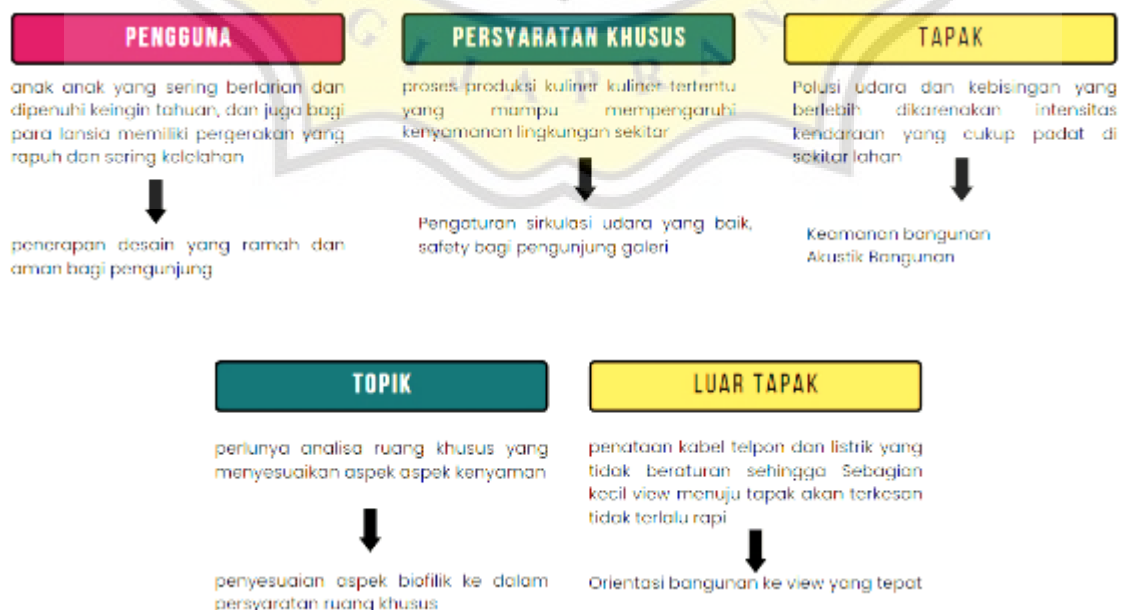 PENGGUNA
anak anak yang sering berlarian dan
dipenuhi keingin tahuan, dan juga bagi
para lansia memiliki pergerakan yang
rapuh dan sering kelelahan
penerapan desain yang ramah dan
aman bagi pengunjung
PERSYARATAN KHUSUS
proses produksi kuliner kuliner tertentu
yang mampu mempengaruhi
kenyamanan lingkungan sekitar
Pengaturan sirkulasi udara yang baik,
safety bagi pengunjung galeri
TAPAK
Polusi udara dan kebisingan yang
berlebih dikarenakan intensitas
kendaraan yang cukup padat di
sekitar lahan
Keamanan bangunan
Akustik Bangunan
TOPIK
perlunya analisa ruang khusus yang
menyesuaikan aspek aspek kenyaman
penyesuaian aspek biofilik ke dalam
persyaratan ruang khusus
LUAR TAPAK
penataan kabel telpon dan listrik yang
tidak beraturan sehingga Sebagian
kecil view menuju tapak akan terkesan
tidak terlalu rapi
Orientasi bangunan ke view yang tepat
G I J A P R A N